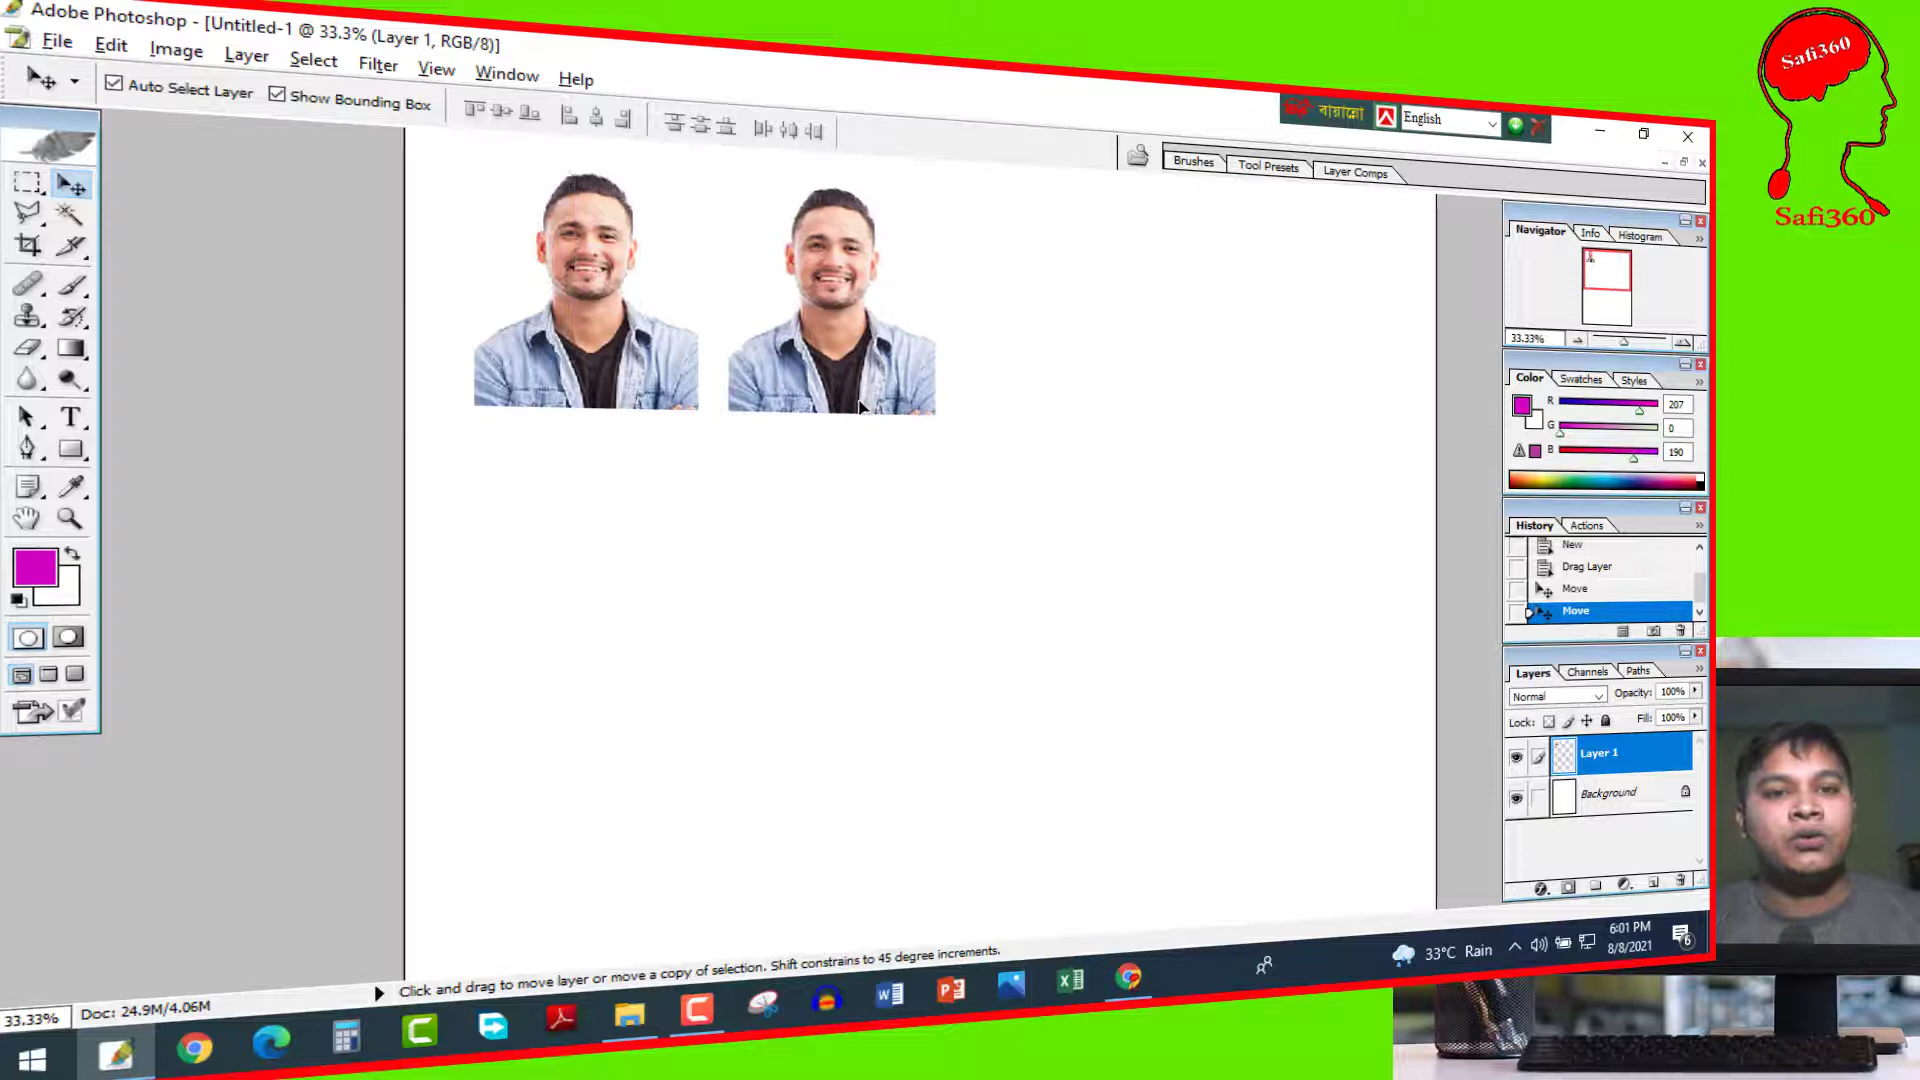 Adobe Photoshop - [Untitled-1 @ 33.3% (Layer 1, RGB/8)]
File Edit Image Layer Select Filter View Window Help
Auto Select Layer Show Bounding Box
বায়ান্নো English
Brushes Tool Presets Layer Comps
Safi360
Safi360
Navigator Info Histogram
33.33%
Color Swatches Styles
R 207
G 0
B 190
T
History Actions
New
Drag Layer
Move
Move
Layers Channels Paths
Normal Opacity: 100%
Lock: Fill: 100%
Layer 1
Background
Click and drag to move layer or move a copy of selection. Shift constrains to 45 degree increments.
33.33% Doc: 24.9M/4.06M
33°C Rain
6:01 PM
8/8/2021
6